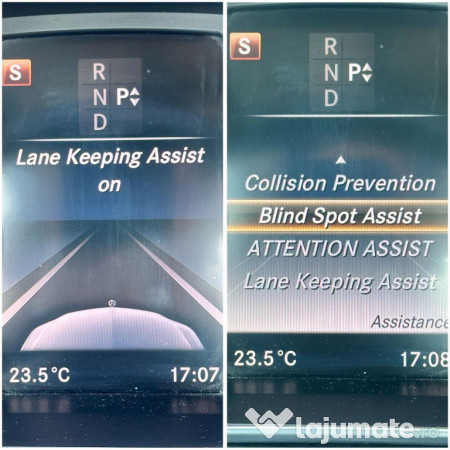 S
R
N P
D
Lane Keeping Assist
on
23.5°C 17:07
S
R
N P
D
Collision Prevention
Blind Spot Assist
ATTENTION ASSIST
Lane Keeping Assist
Assistance
23.5°C 17:08
lajumate.ro